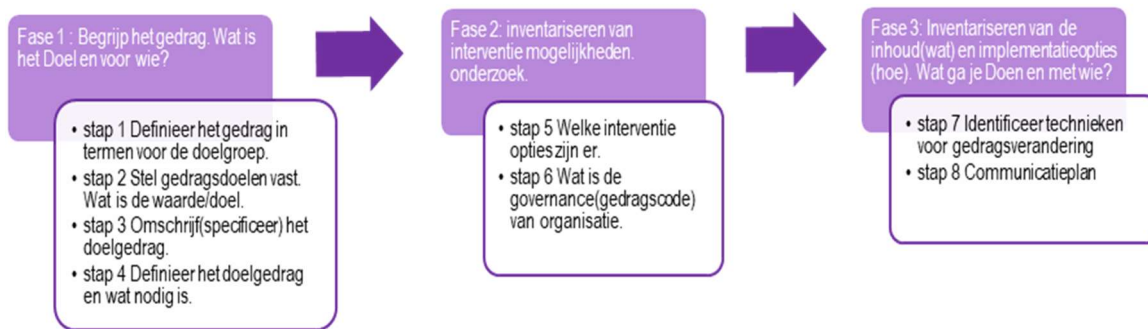 Fase 1 : Begrijp het gedrag. Wat is
het Doel en voor wie?
• stap 1 Definieer het gedrag in
termen voor de doelgroep.
• stap 2 Stel gedragsdoelen vast.
Wat is de waarde/doel.
• stap 3 Omschrijf(specificeer) het
doelgedrag.
• stap 4 Definieer het doelgedrag
en wat nodig is.
Fase 2: inventariseren van
interventie mogelijkheden.
onderzoek.
• stap 5 Welke interventie
opties zijn er.
• stap 6 Wat is de
governance(gedragscode)
van organisatie.
Fase 3: Inventariseren van de
inhoud(wat) en implementatieopties
(hoe). Wat ga je Doen en met wie?
• stap 7 Identificeer technieken
voor gedragsverandering
• stap 8 Communicatieplan